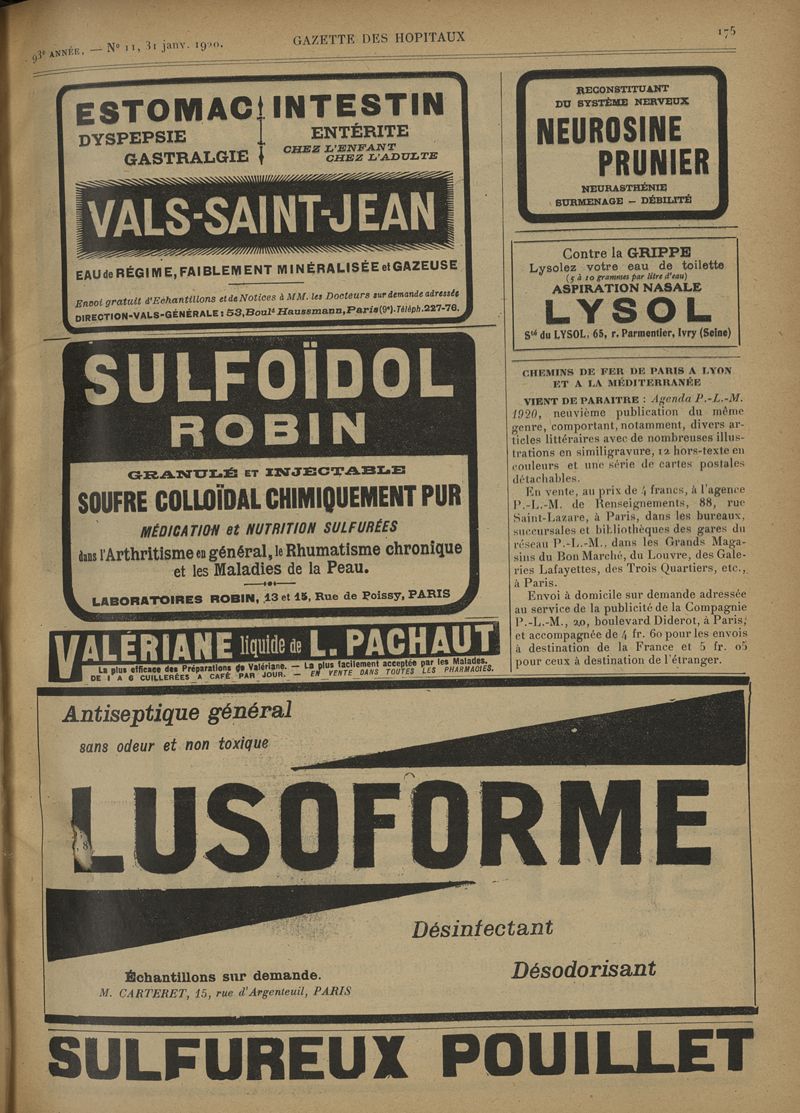 93e ANNÉE. — No 11, 31 janv. 1920.
GAZETTE DES HOPITAUX
175
ESTOMAC
DYSPEPSIE
GASTRALGIE
INTESTIN
ENTÉRITE
CHEZ L'ENFANT
CHEZ L'ADULTE
VALS-SAINT-JEAN
EAU de RÉGIME, FAIBLEMENT MINÉRALISÉE et GAZEUSE
Envoi gratuit d'Echantillons et de Notices à MM. les Docteurs sur demande adressée
DIRECTION-VALS-GÉNÉRALE : 53, Boul^d Haussmann, Paris (9e). Téléph. 227-76.
SULFOÏDOL
ROBIN
GRANULÉ ET INJECTABLE
SOUFRE COLLOÏDAL CHIMIQUEMENT PUR
MÉDICATION et NUTRITION SULFURÉES
dans l'Arthritisme en général, le Rhumatisme chronique
et les Maladies de la Peau.
LABORATOIRES ROBIN, 13 et 15, Rue de Poissy, PARIS
VALÉRIANE liquide de L. PACHAUT
La plus efficace des Préparations de Valériane. — La plus facilement acceptée par les Malades.
DE 1 A 6 CUILLERÉES A CAFÉ PAR JOUR. — EN VENTE DANS TOUTES LES PHARMACIES.
RECONSTITUANT
DU SYSTÈME NERVEUX
NEUROSINE
PRUNIER
NEURASTHÉNIE
SURMENAGE — DÉBILITÉ
Contre la GRIPPE
Lysolez votre eau de toilette
(5 à 10 grammes par litre d'eau)
ASPIRATION NASALE
LYSOL
Sté du LYSOL, 65, r. Parmentier, Ivry (Seine)
CHEMINS DE FER DE PARIS A LYON
ET A LA MÉDITERRANÉE
VIENT DE PARAITRE : Agenda P.-L.-M.
1920, neuvième publication du même
genre, comportant, notamment, divers ar-
ticles littéraires avec de nombreuses illus-
trations en similigravure, 12 hors-texte en
couleurs et une série de cartes postales
détachables.
En vente, au prix de 4 francs, à l'agence
P.-L.-M. de Renseignements, 88, rue
Saint-Lazare, à Paris, dans les bureaux,
succursales et bibliothèques des gares du
réseau P.-L.-M., dans les Grands Maga-
sins du Bon Marché, du Louvre, des Gale-
ries Lafayettes, des Trois Quartiers, etc.,
à Paris.
Envoi à domicile sur demande adressée
au service de la publicité de la Compagnie
P.-L.-M., 20, boulevard Diderot, à Paris,
et accompagnée de 4 fr. 60 pour les envois
à destination de la France et 5 fr. 05
pour ceux à destination de l'étranger.
Antiseptique général
sans odeur et non toxique
LUSOFORME
Désinfectant
Désodorisant
Échantillons sur demande.
M. CARTERET, 15, rue d'Argenteuil, PARIS
SULFUREUX POUILLET